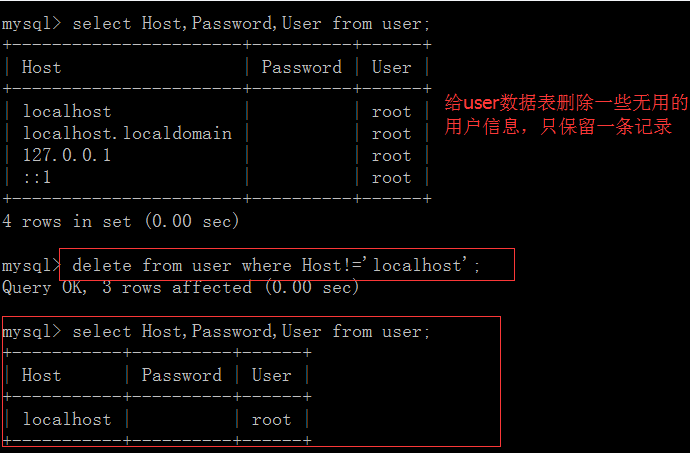 mysql> select Host,Password,User from user;
+-----------------------+----------+------+
| Host                  | Password | User |
+-----------------------+----------+------+
| localhost             |          | root |
| localhost.localdomain |          | root |
| 127.0.0.1             |          | root |
| ::1                   |          | root |
+-----------------------+----------+------+
4 rows in set (0.00 sec)
给user数据表删除一些无用的
用户信息，只保留一条记录
mysql> delete from user where Host!='localhost';
Query OK, 3 rows affected (0.00 sec)
mysql> select Host,Password,User from user;
+-----------+----------+------+
| Host      | Password | User |
+-----------+----------+------+
| localhost |          | root |
+-----------+----------+------+